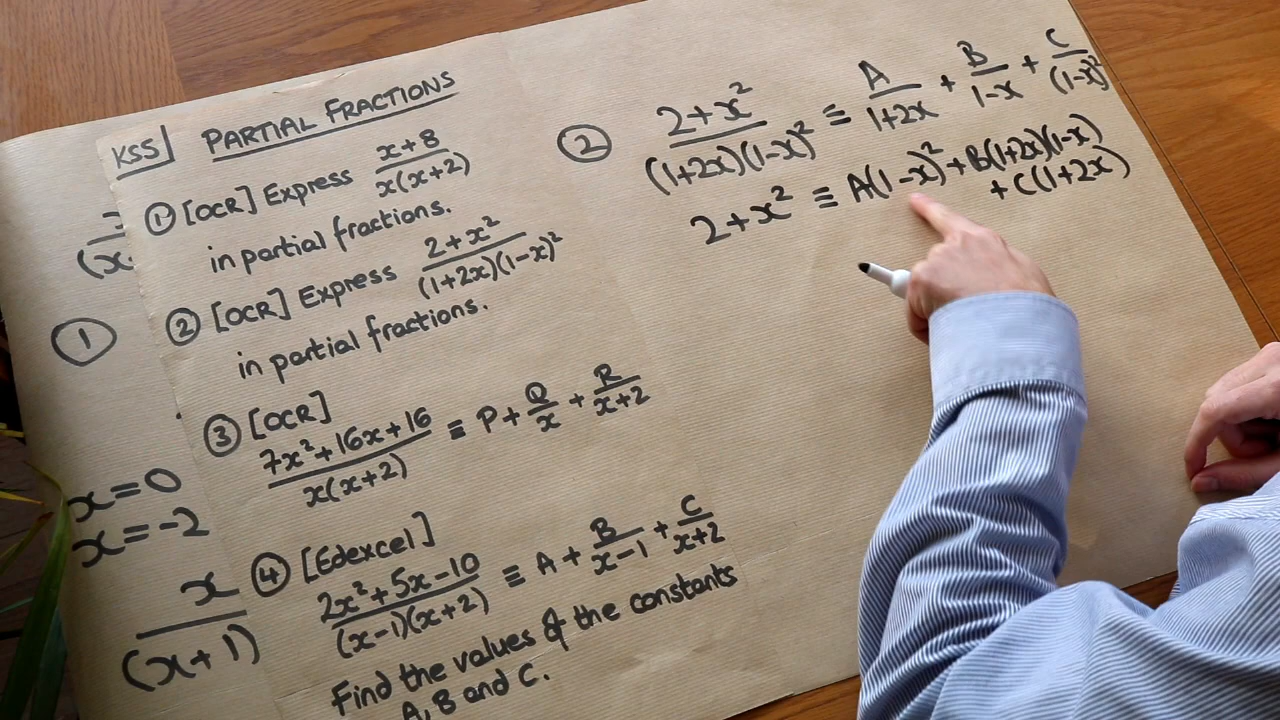 KS5
PARTIAL FRACTIONS
① [OCR] Express (x+8)/(x(x+2))
in partial fractions.
② [OCR] Express (2+x²)/((1+2x)(1-x)²)
in partial fractions.
③ [OCR]
(7x²+16x+16)/(x(x+2)) ≡ P + Q/x + R/(x+2)
④ [Edexcel]
(2x²+5x-10)/((x-1)(x+2)) ≡ A + B/(x-1) + C/(x+2)
Find the values of the constants
A, B and C.
①
x=0
x=-2
x/(x+1)
② (2+x²)/((1+2x)(1-x)²) ≡ A/(1+2x) + B/(1-x) + C/(1-x)²
2+x² ≡ A(1-x)² + B(1+2x)(1-x)
+ C(1+2x)